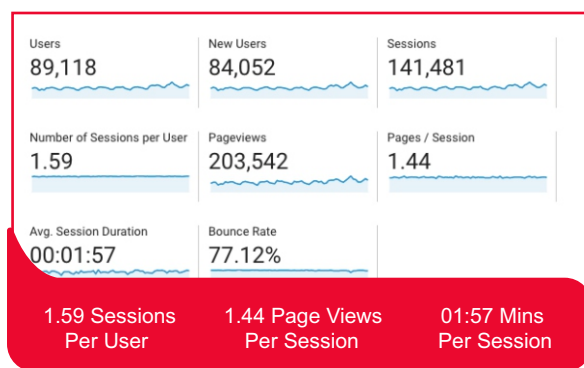 Users New Users Sessions
89,118 84,052 141,481
Number of Sessions per User Pageviews Pages / Session
1.59 203,542 1.44
Avg. Session Duration Bounce Rate
00:01:57 77.12%
1.59 Sessions 1.44 Page Views 01:57 Mins
Per User Per Session Per Session